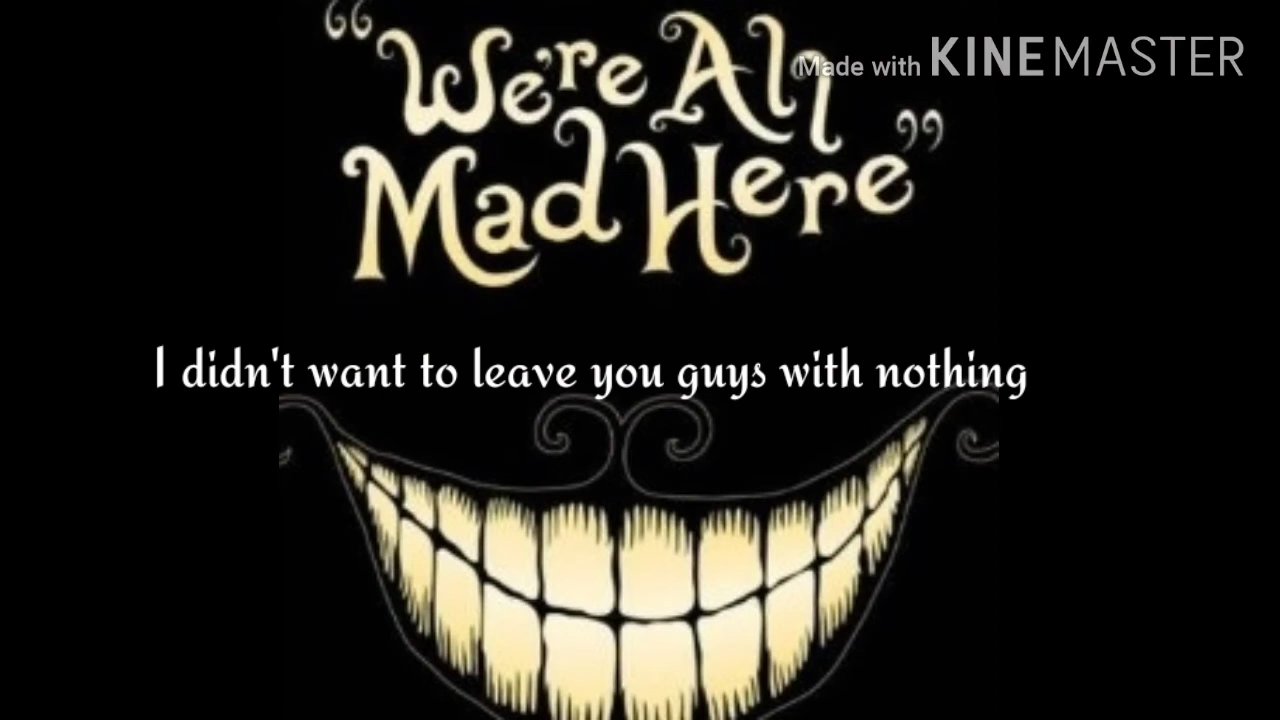 “We're All
Made with KINEMASTER
Mad Here”
I didn't want to leave you guys with nothing